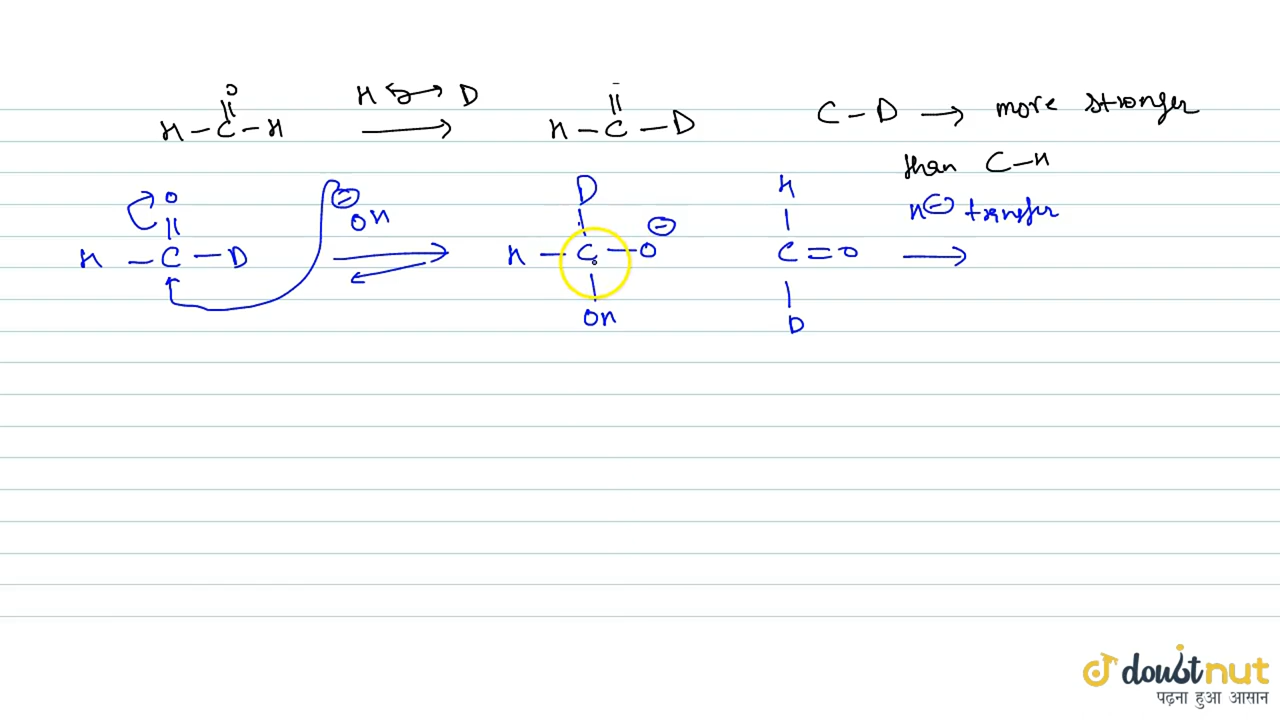 O H ↔ D
H – C – H → H – C – D C – D → more stronger
than C – H
H⊖ transfer
O ⊖ OH D ⊖ H
H – C – D ⇌ H – C – O C = O →
OH D
doubtnut
पढ़ना हुआ आसान